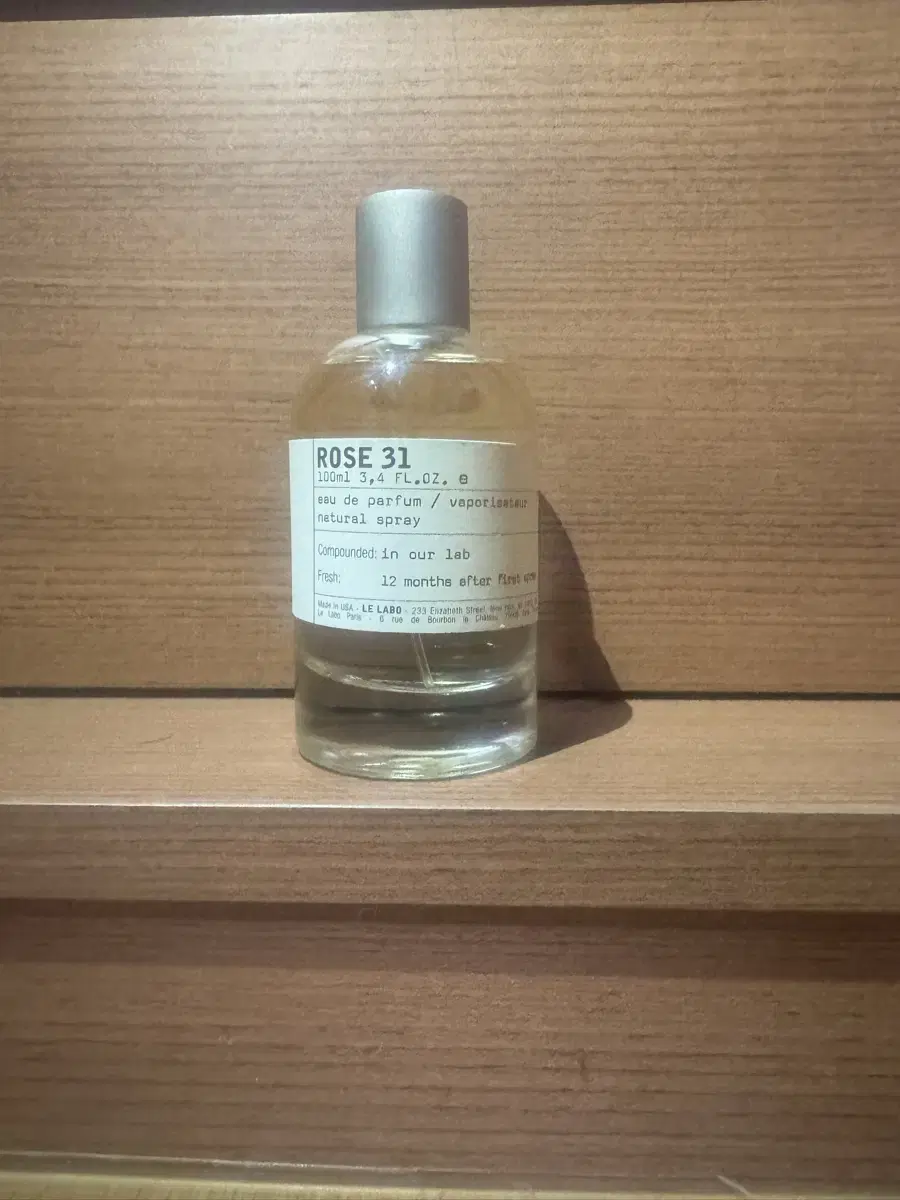 ROSE 31
100ml 3,4 FL.OZ. e
eau de parfum / vaporisateur
natural spray
Compounded: in our lab
Fresh: 12 months after first
Made in USA - LE LABO - 233 Elizabeth Street,
Le Labo Paris - 6 rue de Bourbon le Château,